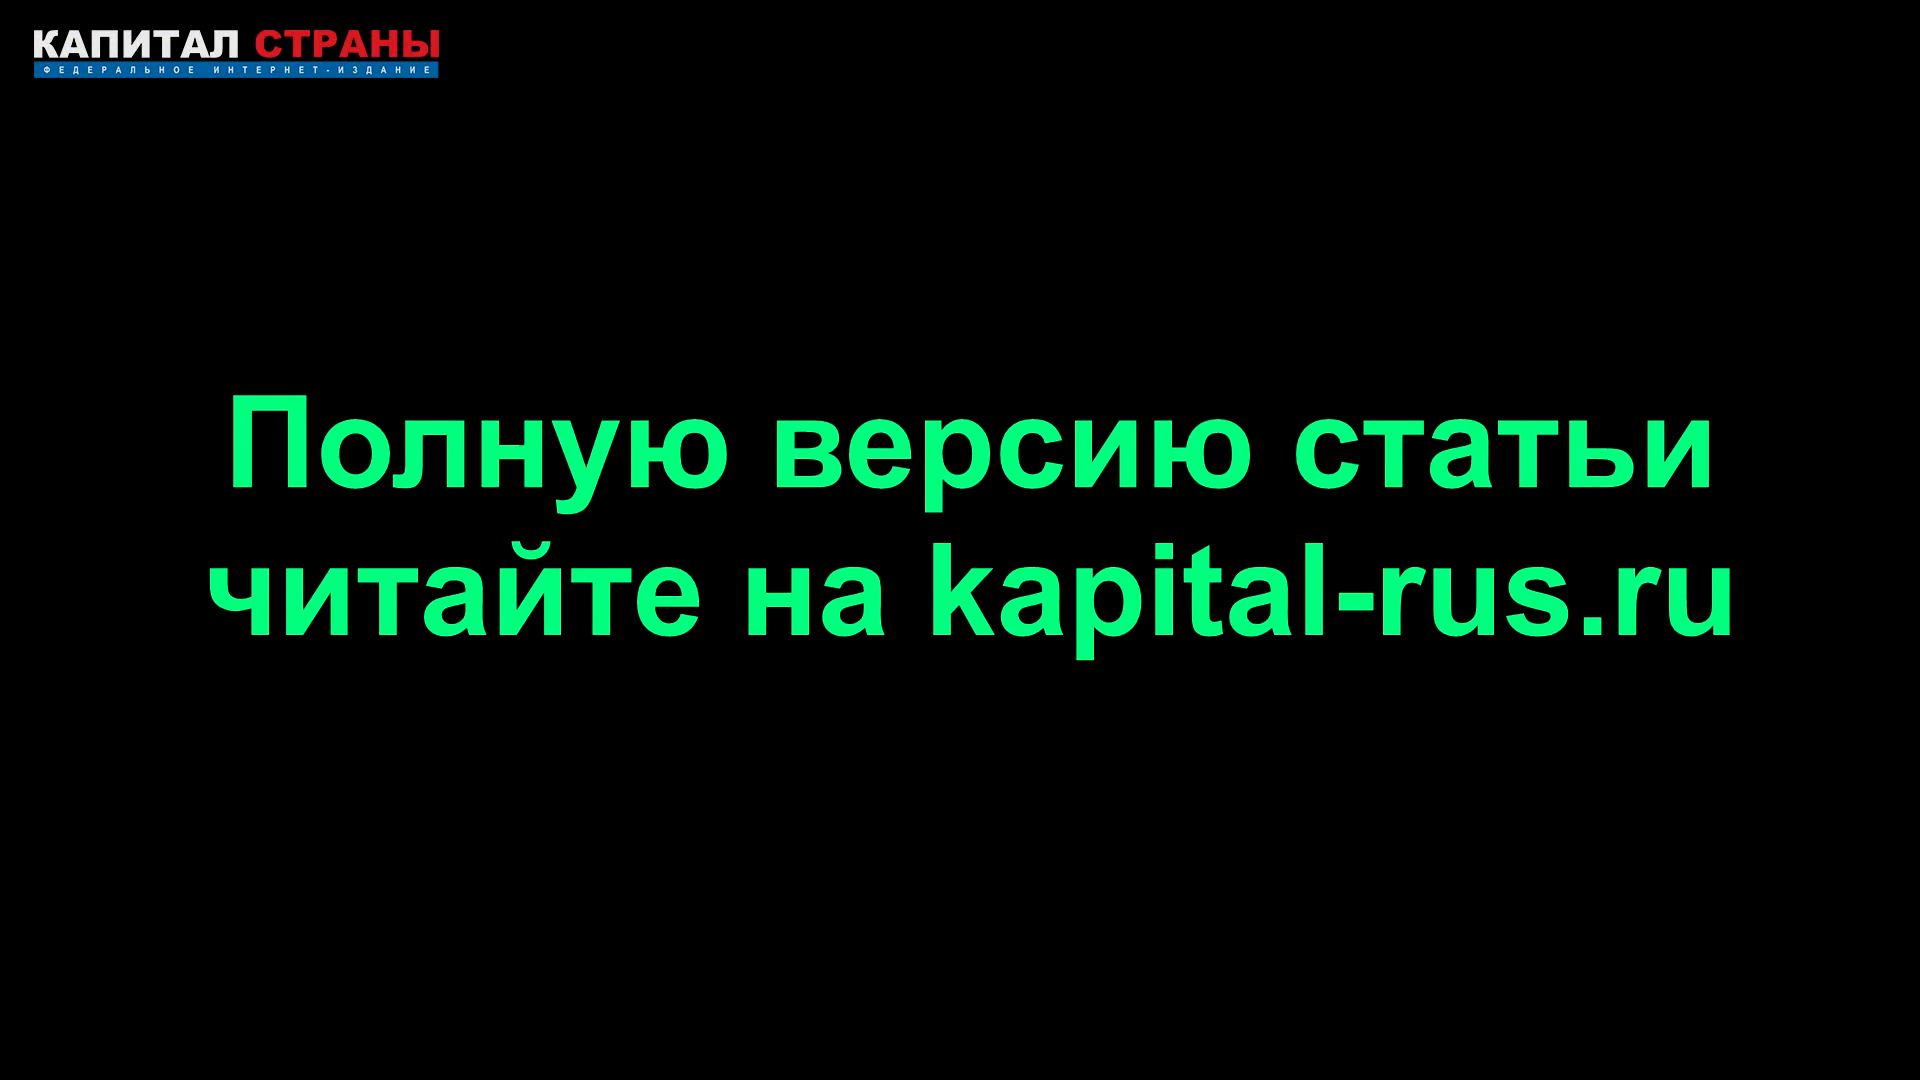 КАПИТАЛ СТРАНЫ
ФЕДЕРАЛЬНОЕ ИНТЕРНЕТ-ИЗДАНИЕ
Полную версию статьи
читайте на kapital-rus.ru